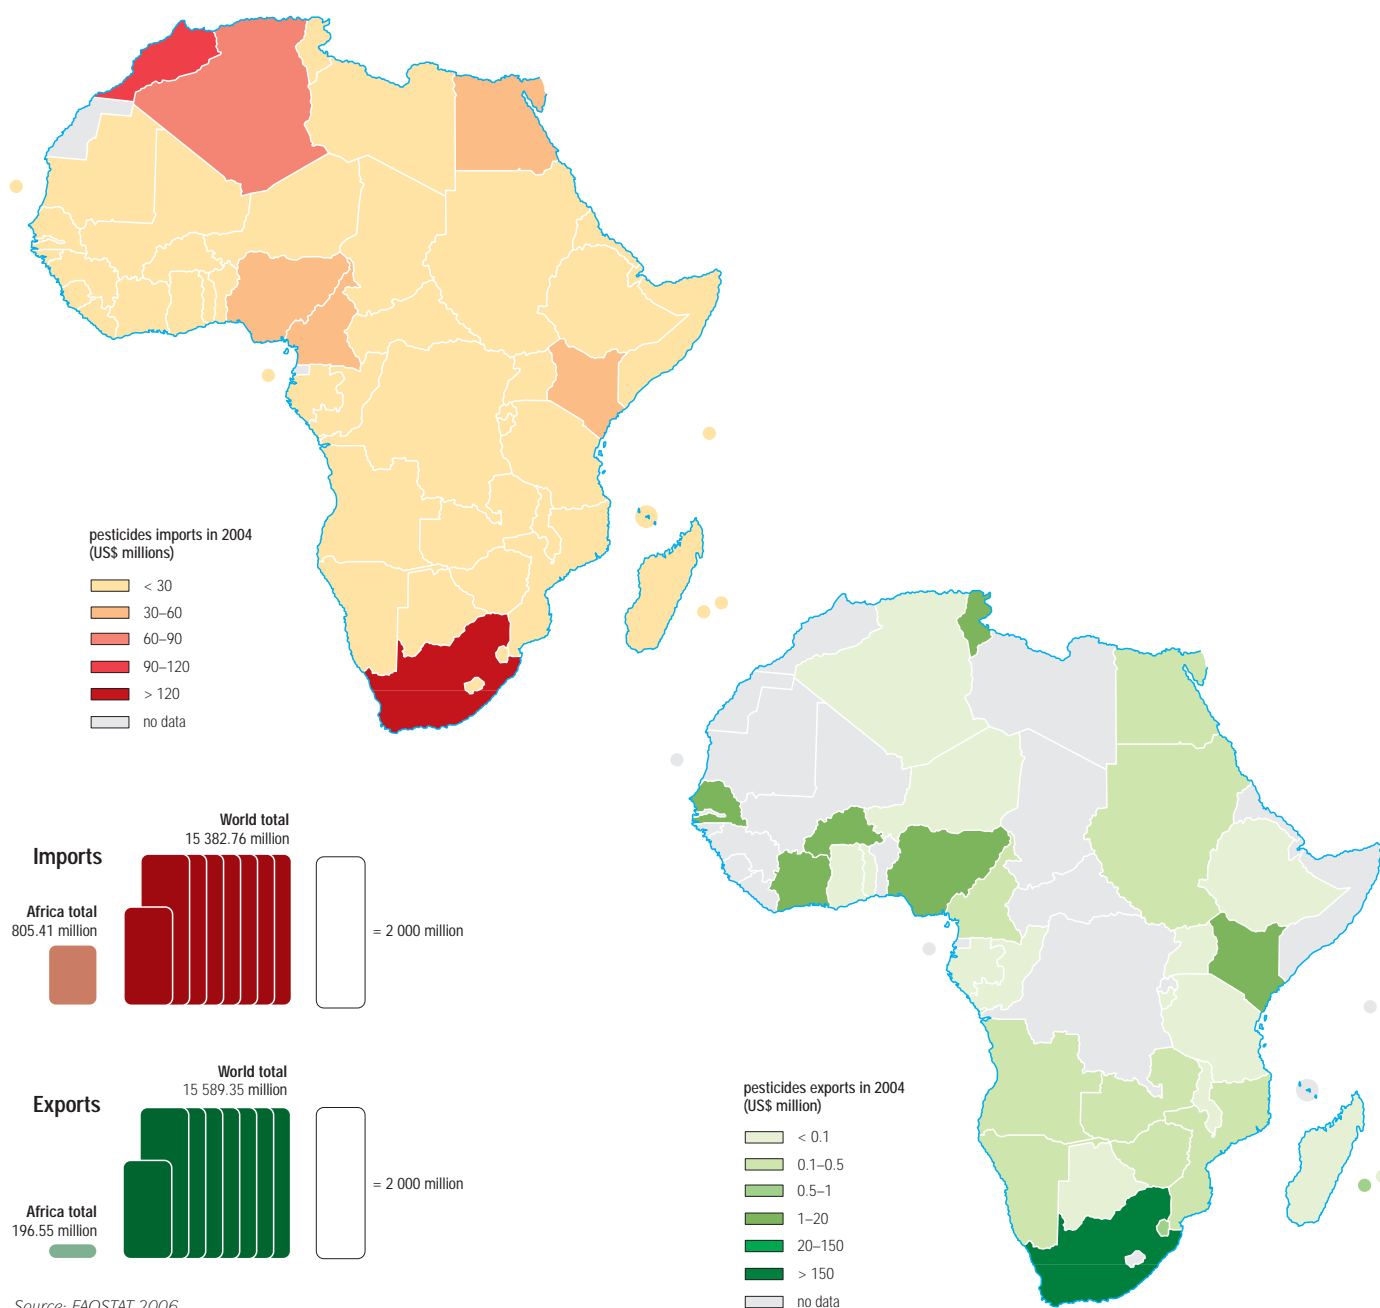 pesticides imports in 2004
(US$ millions)
< 30
30–60
60–90
90–120
> 120
no data
World total
15 382.76 million
Imports
Africa total
805.41 million
= 2 000 million
World total
15 589.35 million
Exports
Africa total
196.55 million
= 2 000 million
Source: FAOSTAT 2006
pesticides exports in 2004
(US$ million)
< 0.1
0.1–0.5
0.5–1
1–20
20–150
> 150
no data